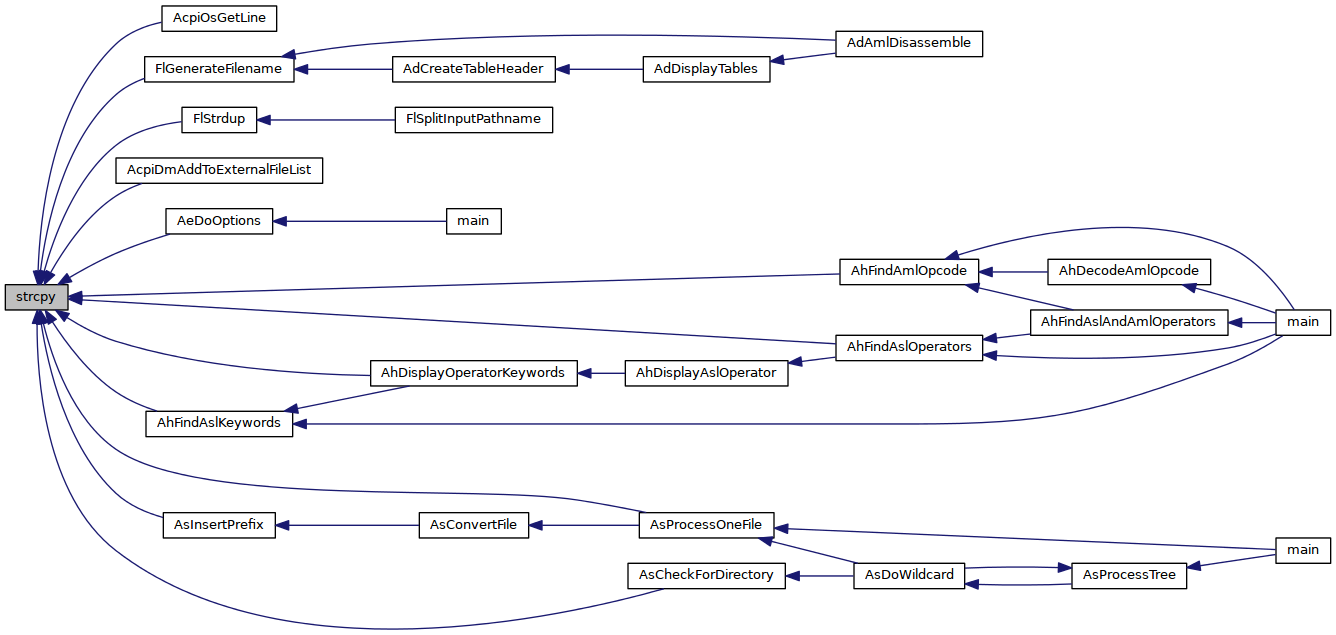 AcpiOsGetLine
AdAmlDisassemble
FlGenerateFilename
AdCreateTableHeader
AdDisplayTables
FlStrdup
FlSplitInputPathname
AcpiDmAddToExternalFileList
AeDoOptions
main
AhFindAmlOpcode
AhDecodeAmlOpcode
strcpy
AhFindAslAndAmlOperators
main
AhFindAslOperators
AhDisplayOperatorKeywords
AhDisplayAslOperator
AhFindAslKeywords
AsInsertPrefix
AsConvertFile
AsProcessOneFile
main
AsCheckForDirectory
AsDoWildcard
AsProcessTree